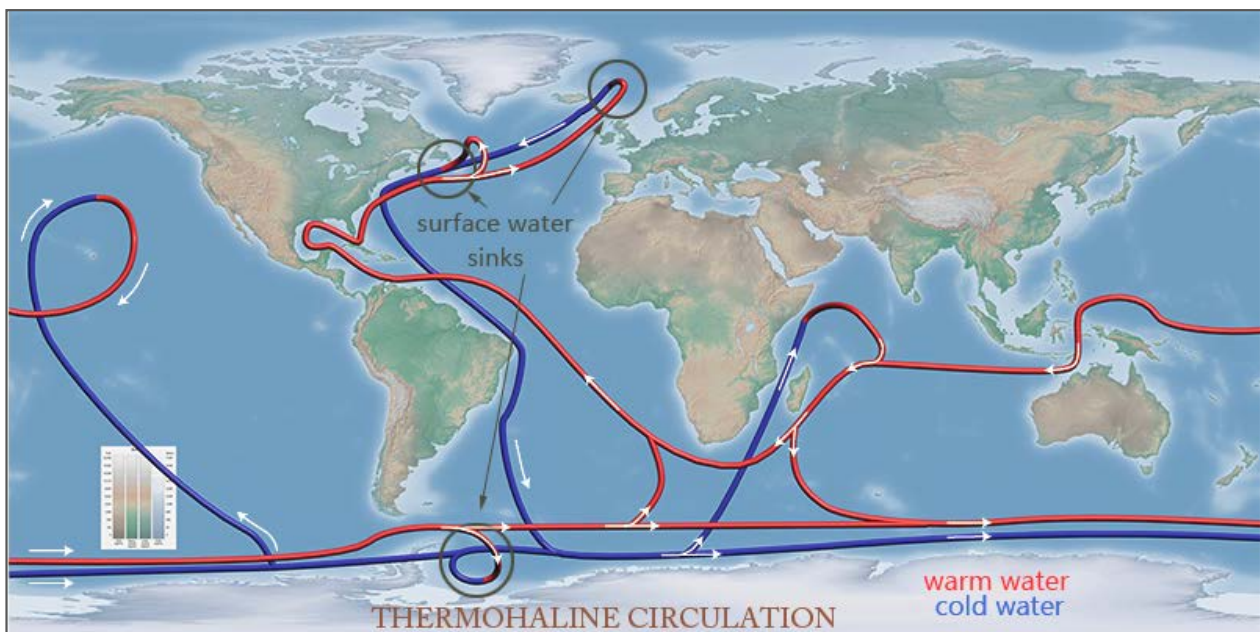 surface water
sinks
warm water
cold water
THERMOHALINE CIRCULATION